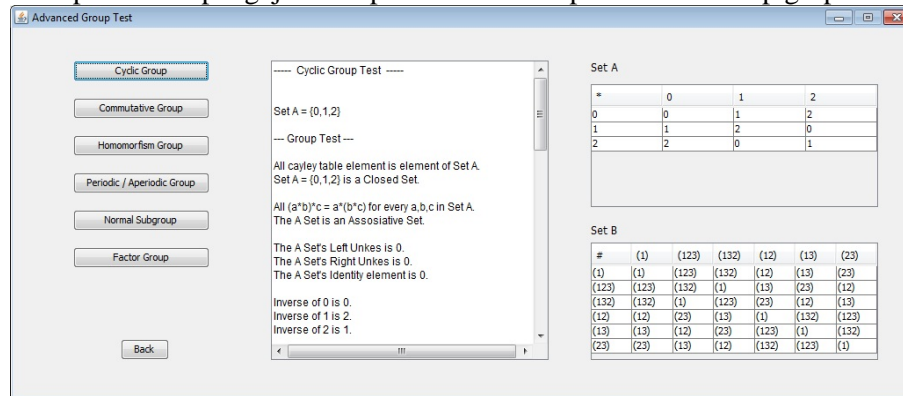 Advanced Group Test
Cyclic Group
Commutative Group
Homomorfism Group
Periodic / Aperiodic Group
Normal Subgroup
Factor Group
Back
----- Cyclic Group Test -----
Set A = {0,1,2}
--- Group Test ---
All cayley table element is element of Set A.
Set A = {0,1,2} is a Closed Set.
All (a*b)*c = a*(b*c) for every a,b,c in Set A.
The A Set is an Assosiative Set.
The A Set's Left Unkes is 0.
The A Set's Right Unkes is 0.
The A Set's Identity element is 0.
Inverse of 0 is 0.
Inverse of 1 is 2.
Inverse of 2 is 1.
Set A
* 0 1 2
0 0 1 2
1 1 2 0
2 2 0 1
Set B
# (1) (123) (132) (12) (13) (23)
(1) (1) (123) (132) (12) (13) (23)
(123) (123) (132) (1) (13) (23) (12)
(132) (132) (1) (123) (23) (12) (13)
(12) (12) (23) (13) (1) (132) (123)
(13) (13) (12) (23) (123) (1) (132)
(23) (23) (13) (12) (132) (123) (1)